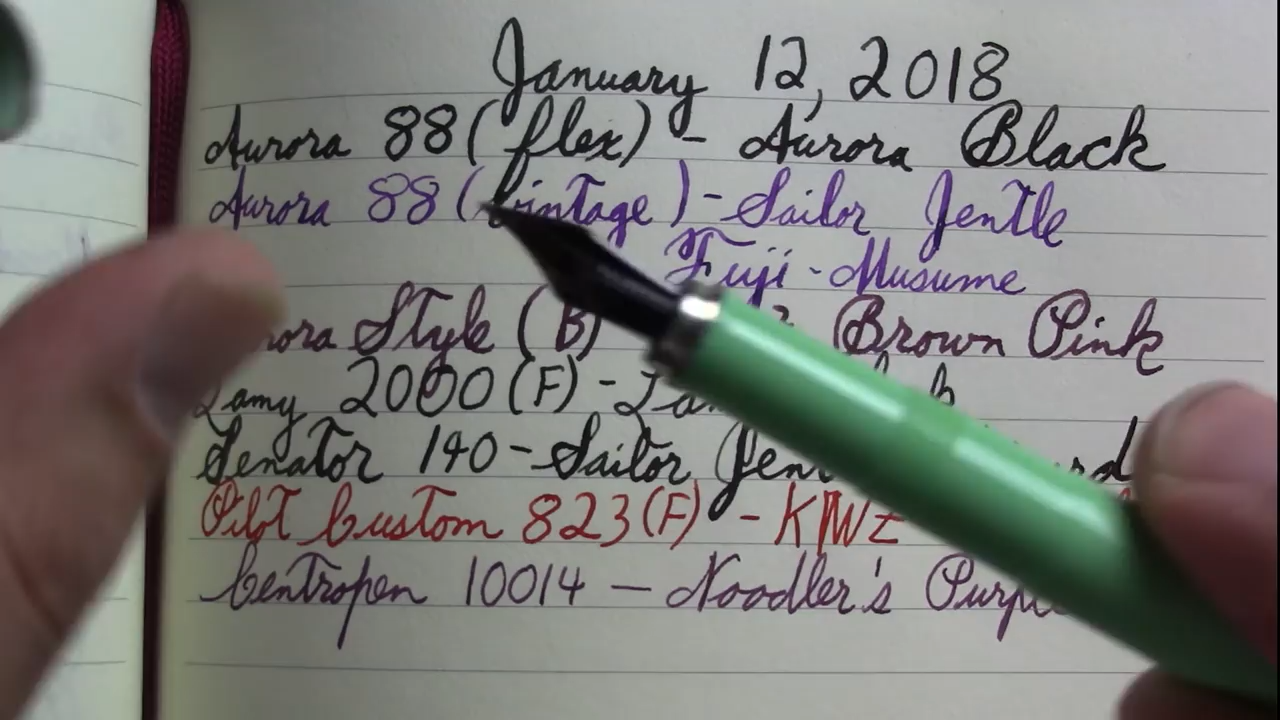 January 12, 2018
Aurora 88 (flex) - Aurora Black
Aurora 88 (vintage) - Sailor Jentle
Fuji - Musume
Style (B) Brown Pink
Lamy 2000 (F) -
Senator 140 - Sailor
Pilot Custom 823 (F) - KWZ
Centropen 10014 — Noodler's